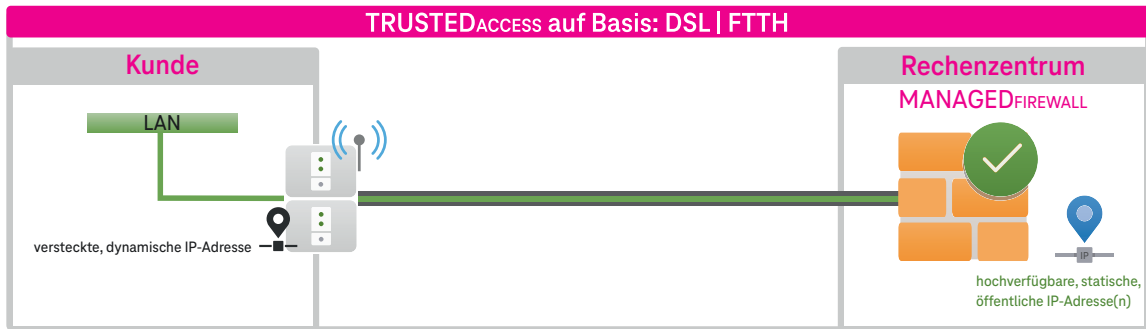 TRUSTEDACCESS auf Basis: DSL | FTTH
Kunde
LAN
versteckte, dynamische IP-Adresse
Rechenzentrum
MANAGEDFIREWALL
IP
hochverfügbare, statische,
öffentliche IP-Adresse(n)